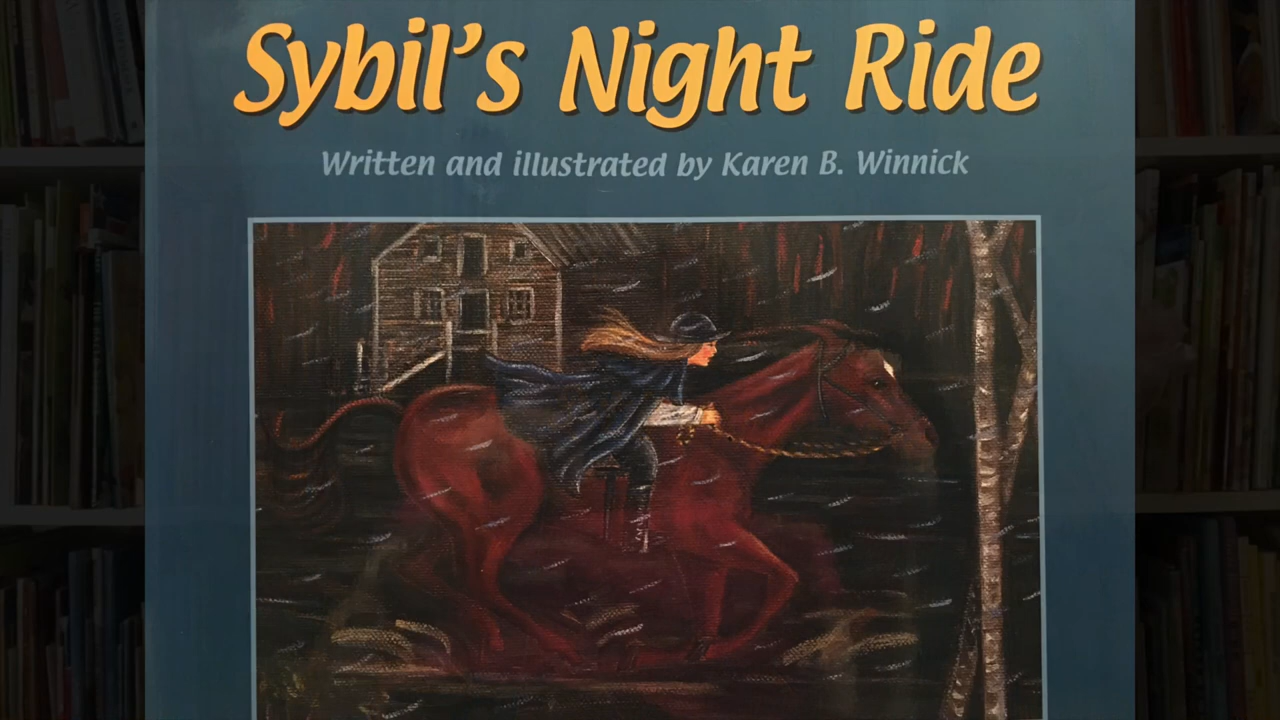 Sybil's Night Ride
Written and illustrated by Karen B. Winnick